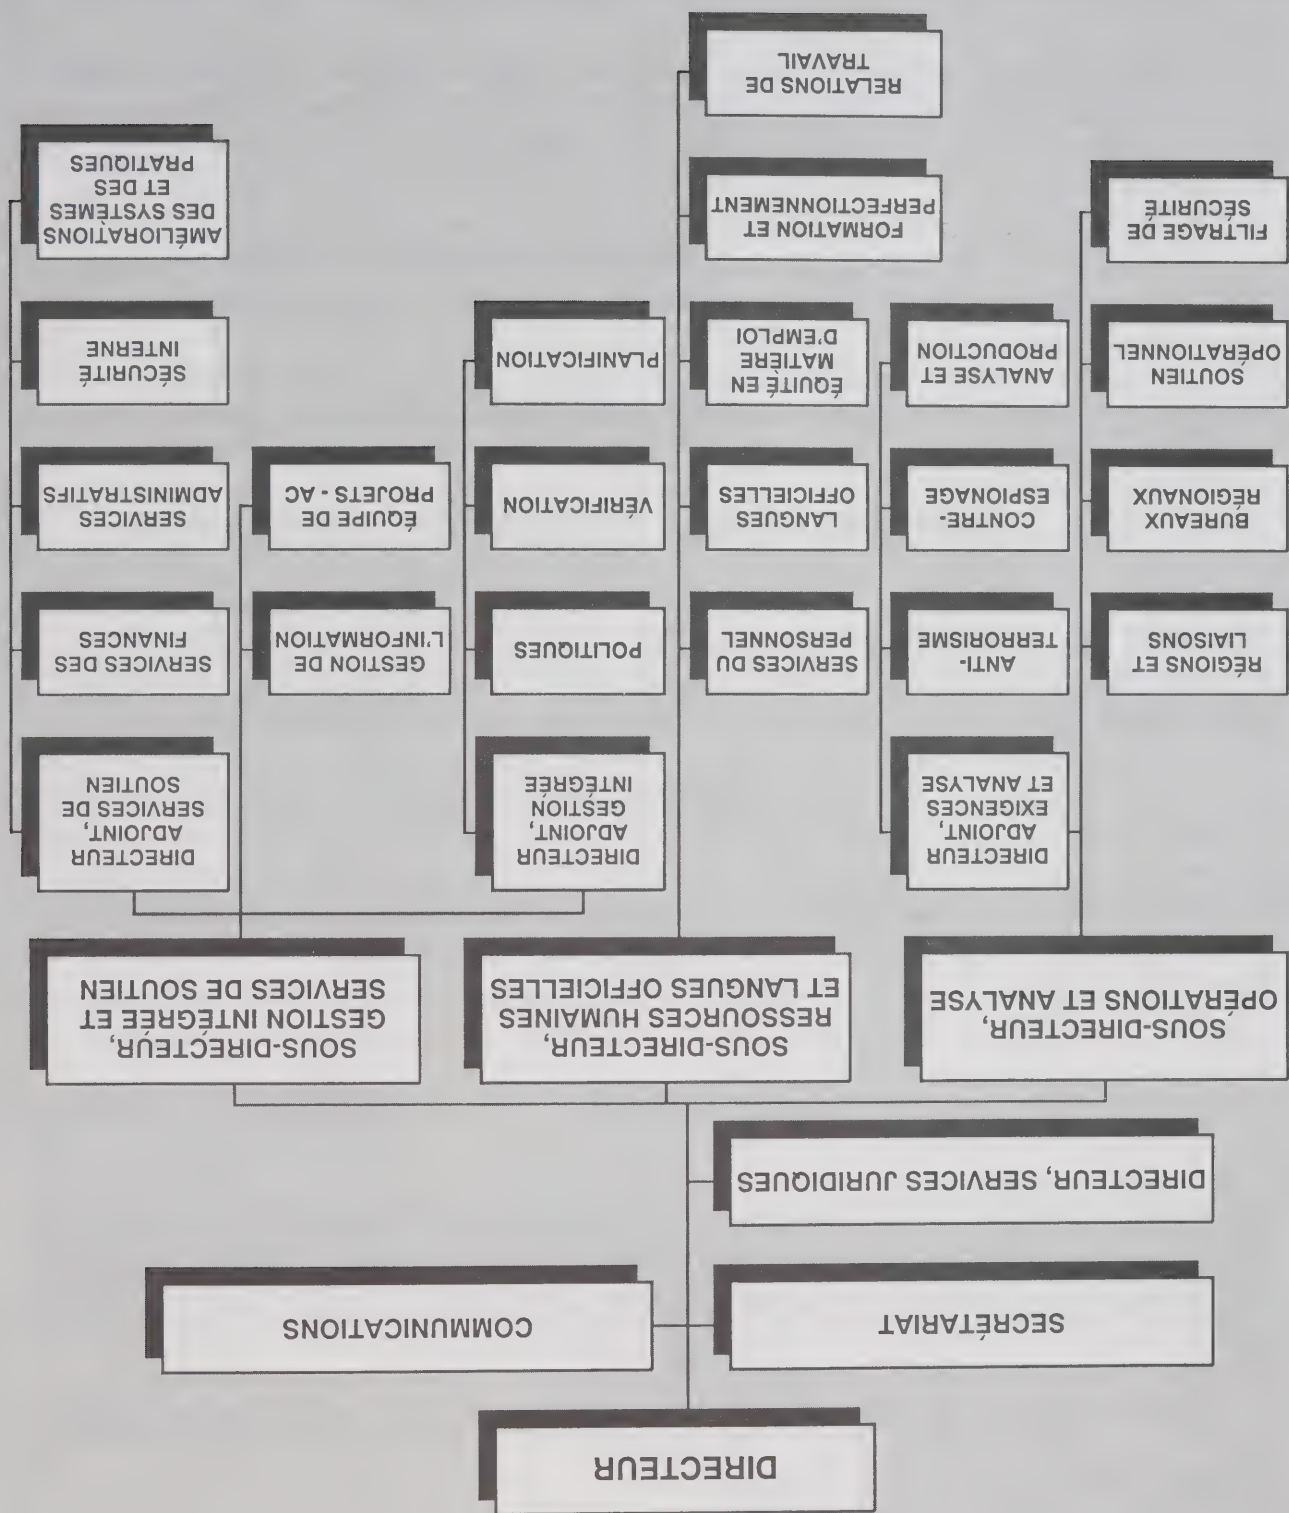 DIRECTEUR
SECRÉTARIAT
COMMUNICATIONS
DIRECTEUR, SERVICES JURIDIQUES
SOUS-DIRECTEUR,
OPÉRATIONS ET ANALYSE
SOUS-DIRECTEUR,
RESSOURCES HUMAINES
ET LANGUES OFFICIELLES
SOUS-DIRECTEUR,
GESTION INTÉGRÉE ET
SERVICES DE SOUTIEN
DIRECTEUR
ADJOINT,
EXIGENCES
ET ANALYSE
DIRECTEUR
ADJOINT,
GESTION
INTÉGRÉE
DIRECTEUR
ADJOINT,
SERVICES DE
SOUTIEN
RÉGIONS ET
LIAISONS
ANTI-
TERRORISME
SERVICES DU
PERSONNEL
POLITIQUES
GESTION DE
L'INFORMATION
SERVICES DES
FINANCES
BUREAUX
RÉGIONAUX
CONTRE-
ESPIONAGE
LANGUES
OFFICIELLES
VÉRIFICATION
ÉQUIPE DE
PROJETS - AC
SERVICES
ADMINISTRATIFS
SOUTIEN
OPÉRATIONNEL
ANALYSE ET
PRODUCTION
ÉQUITÉ EN
MATIÈRE
D'EMPLOI
PLANIFICATION
SÉCURITÉ
INTERNE
FILTRAGE DE
SÉCURITÉ
FORMATION ET
PERFECTIONNEMENT
AMÉLIORATIONS
DES SYSTÈMES
ET DES
PRATIQUES
RELATIONS DE
TRAVAIL